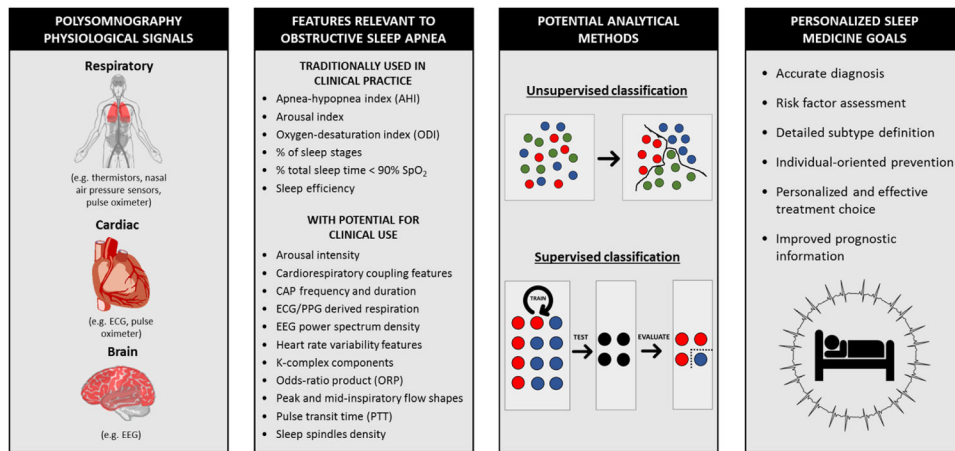 POLYSOMNOGRAPHY
PHYSIOLOGICAL SIGNALS
Respiratory
(e.g. thermistors, nasal
air pressure sensors,
pulse oximeter)
Cardiac
(e.g. ECG, pulse
oximeter)
Brain
(e.g. EEG)
FEATURES RELEVANT TO
OBSTRUCTIVE SLEEP APNEA
TRADITIONALLY USED IN
CLINICAL PRACTICE
• Apnea-hypopnea index (AHI)
• Arousal index
• Oxygen-desaturation index (ODI)
• % of sleep stages
• % total sleep time < 90% SpO₂
• Sleep efficiency
WITH POTENTIAL FOR
CLINICAL USE
• Arousal intensity
• Cardiorespiratory coupling features
• CAP frequency and duration
• ECG/PPG derived respiration
• EEG power spectrum density
• Heart rate variability features
• K-complex components
• Odds-ratio product (ORP)
• Peak and mid-inspiratory flow shapes
• Pulse transit time (PTT)
• Sleep spindles density
POTENTIAL ANALYTICAL
METHODS
Unsupervised classification
Supervised classification
TRAIN
TEST
EVALUATE
PERSONALIZED SLEEP
MEDICINE GOALS
• Accurate diagnosis
• Risk factor assessment
• Detailed subtype definition
• Individual-oriented prevention
• Personalized and effective
treatment choice
• Improved prognostic
information